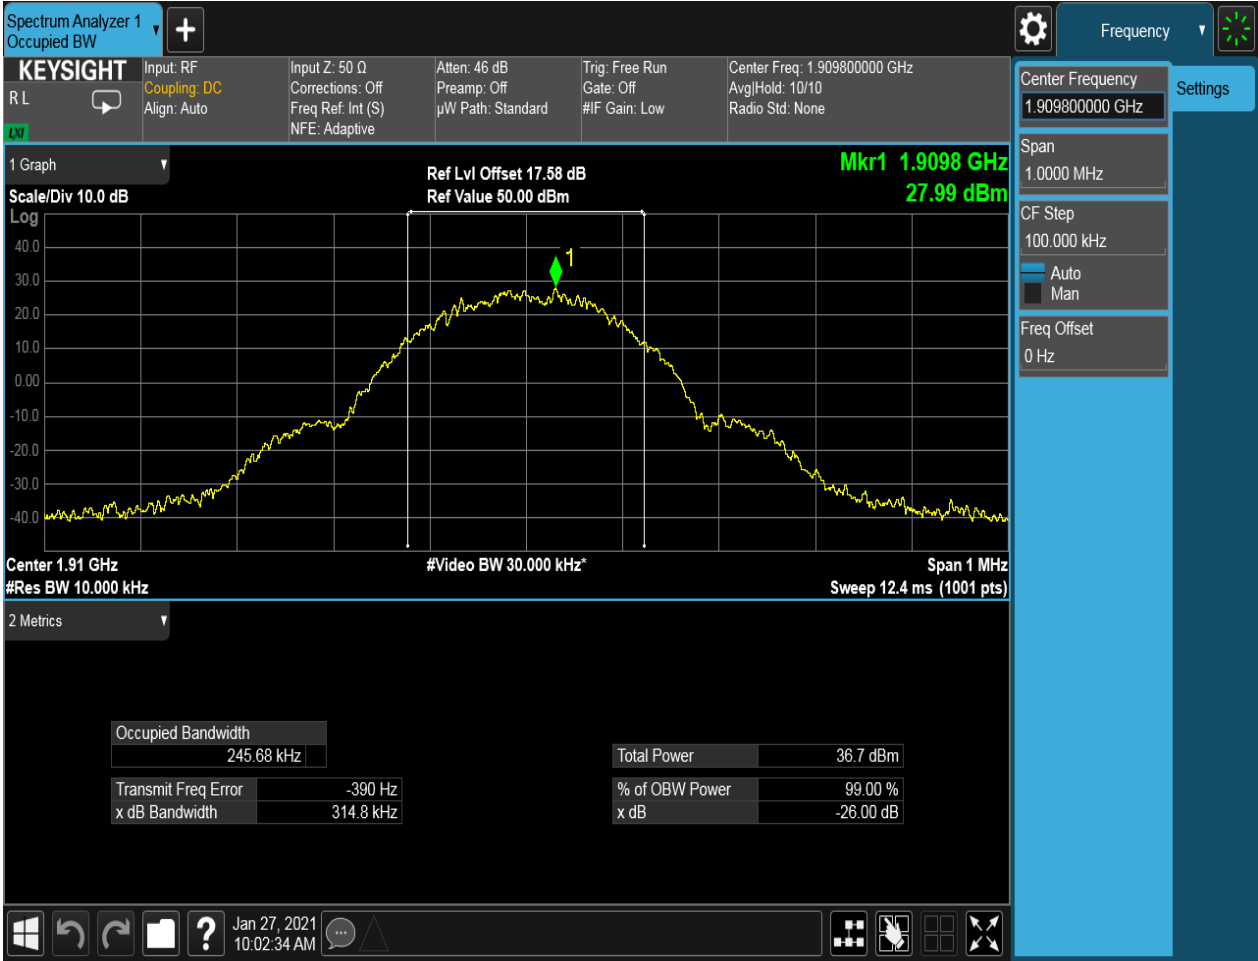 Spectrum Analyzer 1
Occupied BW
Frequency
KEYSIGHT
R L
LXI
Input: RF
Coupling: DC
Align: Auto
Input Z: 50 Ω
Corrections: Off
Freq Ref: Int (S)
NFE: Adaptive
Atten: 46 dB
Preamp: Off
µW Path: Standard
Trig: Free Run
Gate: Off
#IF Gain: Low
Center Freq: 1.909800000 GHz
Avg|Hold: 10/10
Radio Std: None
Center Frequency
1.909800000 GHz
Settings
Span
1.0000 MHz
CF Step
100.000 kHz
Auto
Man
Freq Offset
0 Hz
1 Graph
Scale/Div 10.0 dB
Ref Lvl Offset 17.58 dB
Ref Value 50.00 dBm
Mkr1 1.9098 GHz
27.99 dBm
Log
40.0
30.0
20.0
10.0
0.00
-10.0
-20.0
-30.0
-40.0
1
Center 1.91 GHz
#Res BW 10.000 kHz
#Video BW 30.000 kHz*
Span 1 MHz
Sweep 12.4 ms (1001 pts)
2 Metrics
Occupied Bandwidth
245.68 kHz
Transmit Freq Error -390 Hz
x dB Bandwidth 314.8 kHz
Total Power 36.7 dBm
% of OBW Power 99.00 %
x dB -26.00 dB
?
Jan 27, 2021
10:02:34 AM